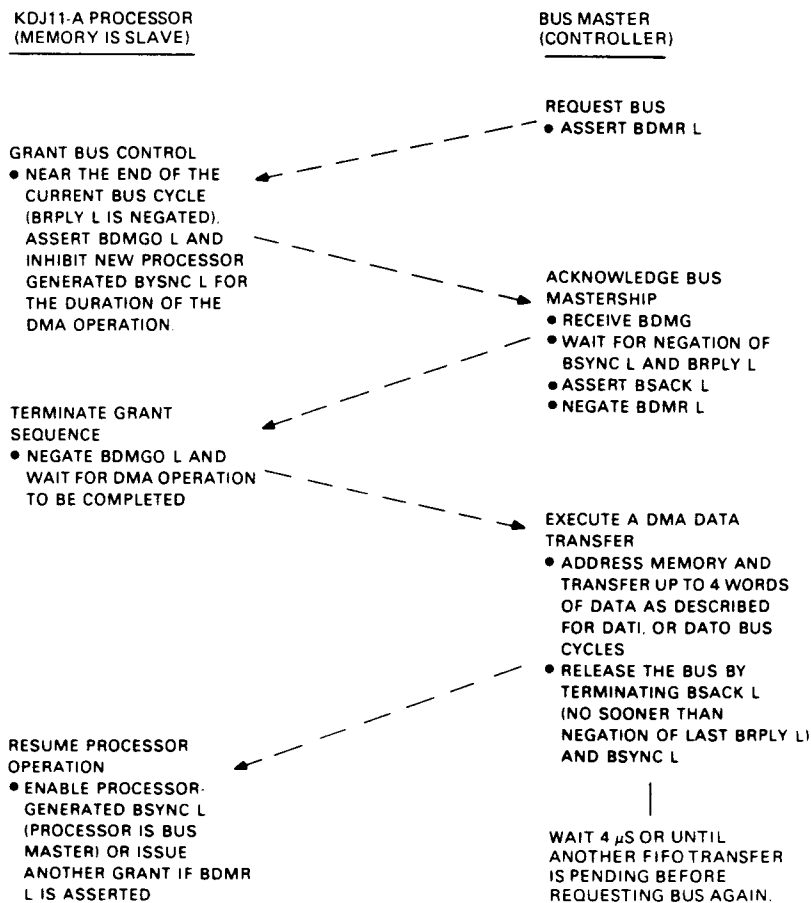 KDJ11-A PROCESSOR
(MEMORY IS SLAVE)
BUS MASTER
(CONTROLLER)
REQUEST BUS
• ASSERT BDMR L
GRANT BUS CONTROL
• NEAR THE END OF THE
CURRENT BUS CYCLE
(BRPLY L IS NEGATED).
ASSERT BDMGO L AND
INHIBIT NEW PROCESSOR
GENERATED BYSNC L FOR
THE DURATION OF THE
DMA OPERATION.
ACKNOWLEDGE BUS
MASTERSHIP
• RECEIVE BDMG
• WAIT FOR NEGATION OF
BSYNC L AND BRPLY L
• ASSERT BSACK L
• NEGATE BDMR L
TERMINATE GRANT
SEQUENCE
• NEGATE BDMGO L AND
WAIT FOR DMA OPERATION
TO BE COMPLETED
EXECUTE A DMA DATA
TRANSFER
• ADDRESS MEMORY AND
TRANSFER UP TO 4 WORDS
OF DATA AS DESCRIBED
FOR DATI, OR DATO BUS
CYCLES
• RELEASE THE BUS BY
TERMINATING BSACK L
(NO SOONER THAN
NEGATION OF LAST BRPLY L)
AND BSYNC L
RESUME PROCESSOR
OPERATION
• ENABLE PROCESSOR-
GENERATED BSYNC L
(PROCESSOR IS BUS
MASTER) OR ISSUE
ANOTHER GRANT IF BDMR
L IS ASSERTED
WAIT 4 µS OR UNTIL
ANOTHER FIFO TRANSFER
IS PENDING BEFORE
REQUESTING BUS AGAIN.